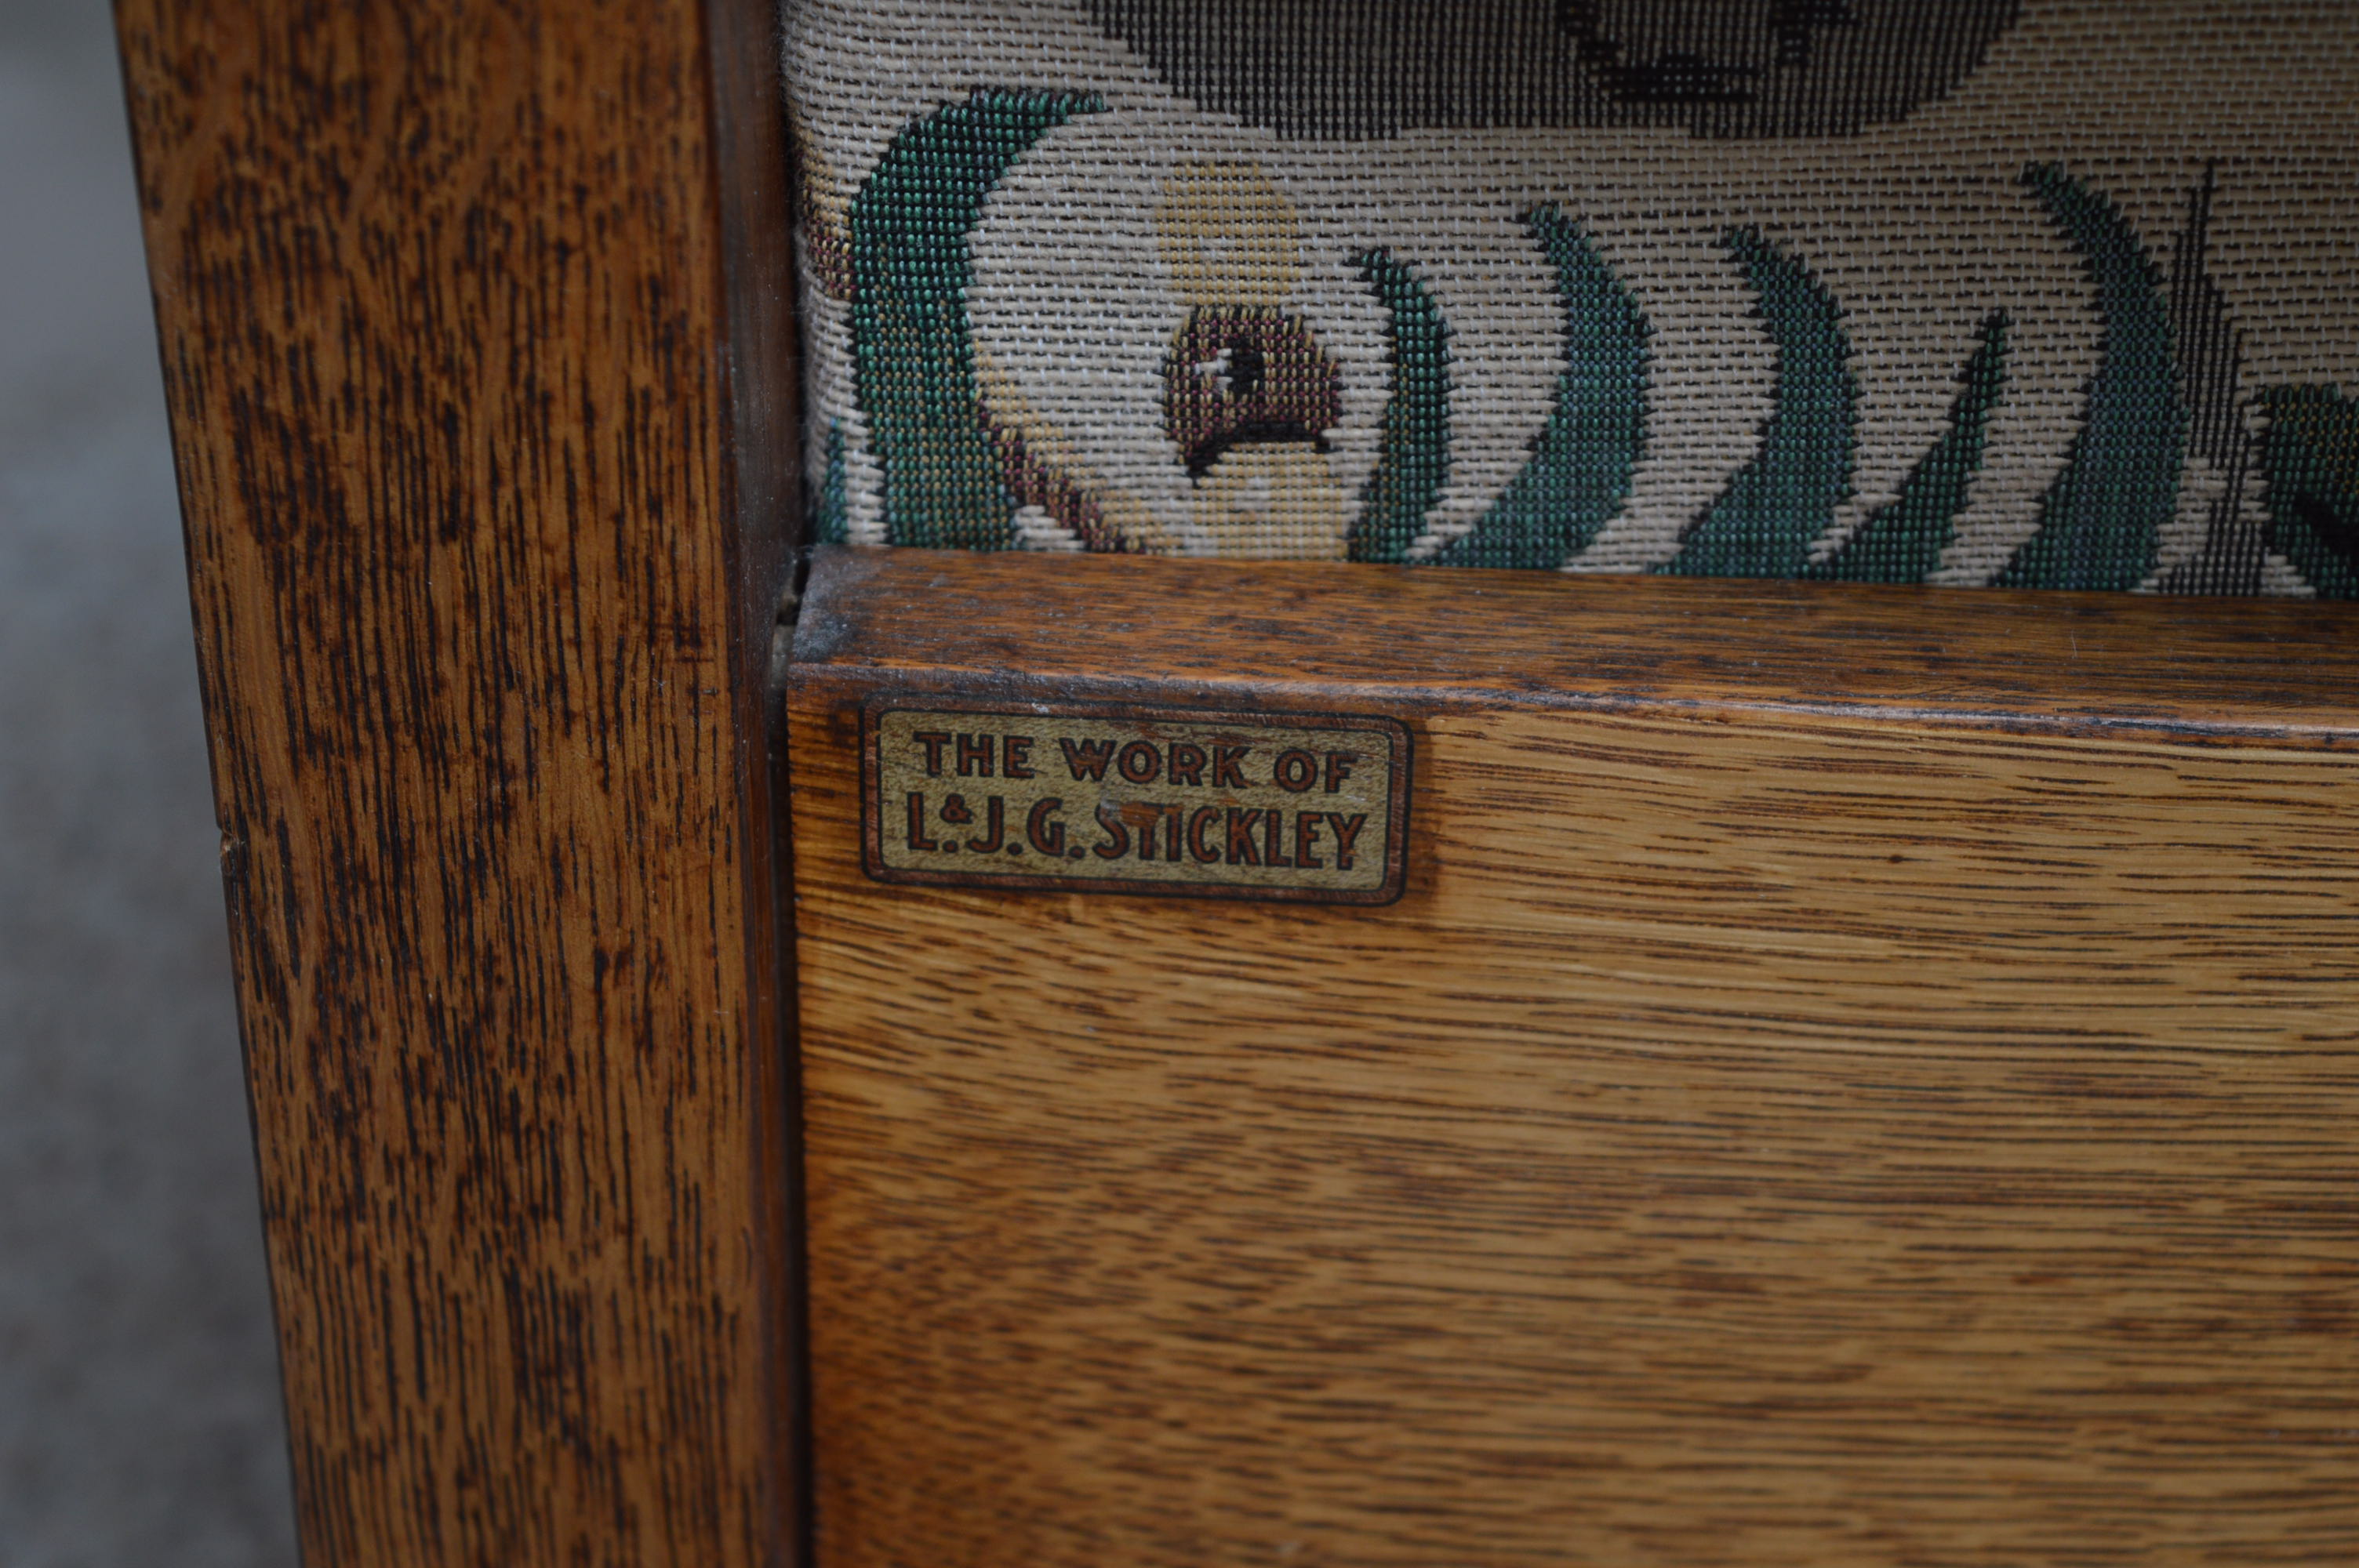 THE WORK OF
L. & J. G. STICKLEY